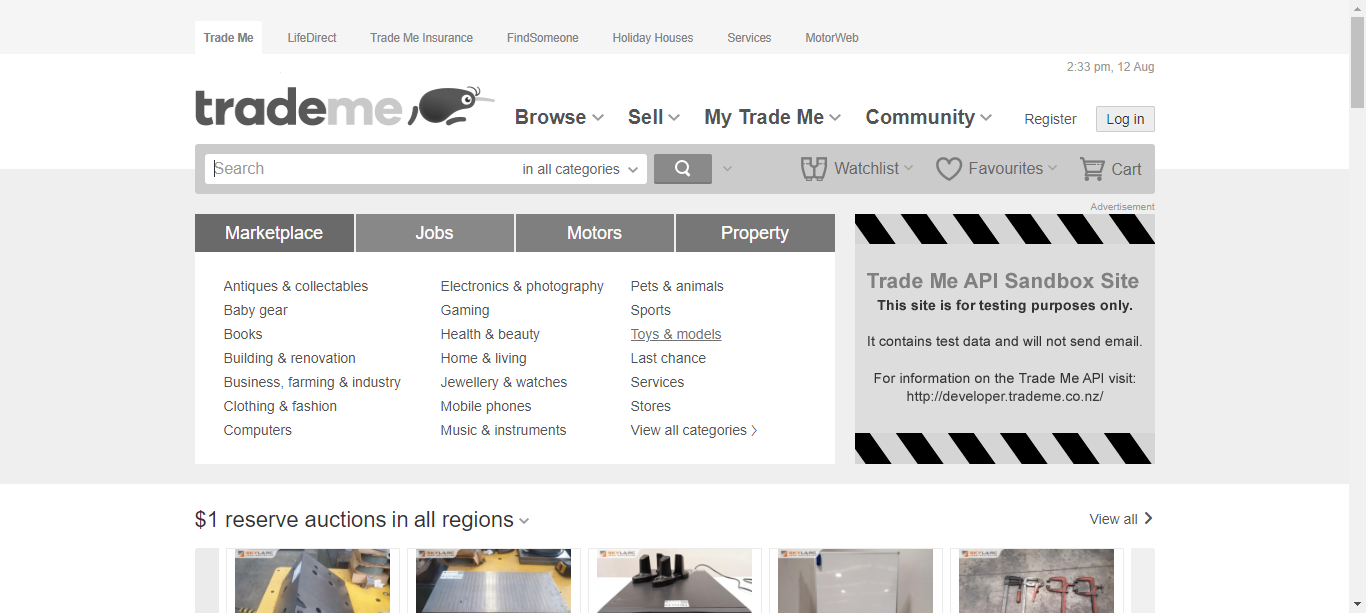 Trade Me LifeDirect Trade Me Insurance FindSomeone Holiday Houses Services MotorWeb
2:33 pm, 12 Aug
trademe
Browse Sell My Trade Me Community Register Log in
Search in all categories Watchlist Favourites Cart
Advertisement
Marketplace Jobs Motors Property
Antiques & collectables
Baby gear
Books
Building & renovation
Business, farming & industry
Clothing & fashion
Computers
Electronics & photography
Gaming
Health & beauty
Home & living
Jewellery & watches
Mobile phones
Music & instruments
Pets & animals
Sports
Toys & models
Last chance
Services
Stores
View all categories
Trade Me API Sandbox Site
This site is for testing purposes only.
It contains test data and will not send email.
For information on the Trade Me API visit:
http://developer.trademe.co.nz/
$1 reserve auctions in all regions
View all